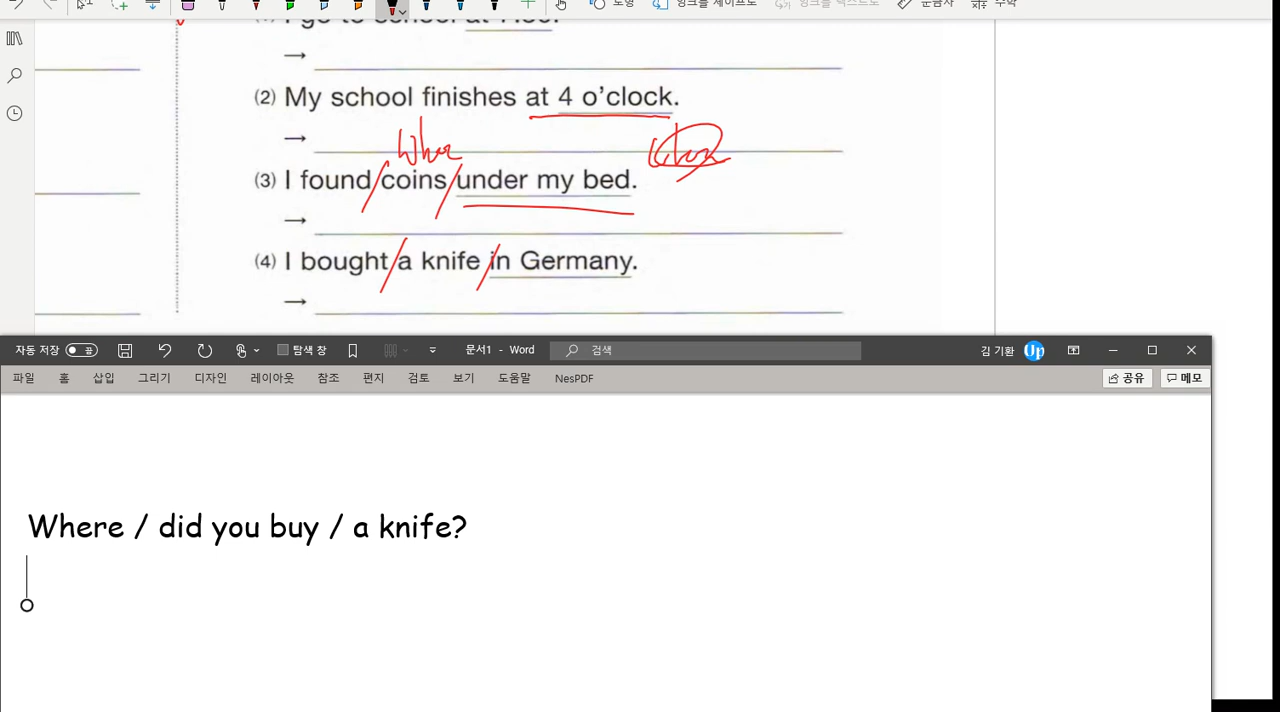 (2) My school finishes at 4 o'clock.
→
(3) I found/coins/under my bed.
→
(4) I bought/a knife/in Germany.
→
자동 저장 끔 탐색 창 문서1 - Word 검색 김 기환 Up
파일 홈 삽입 그리기 디자인 레이아웃 참조 편지 검토 보기 도움말 NesPDF 공유 메모
Where / did you buy / a knife?